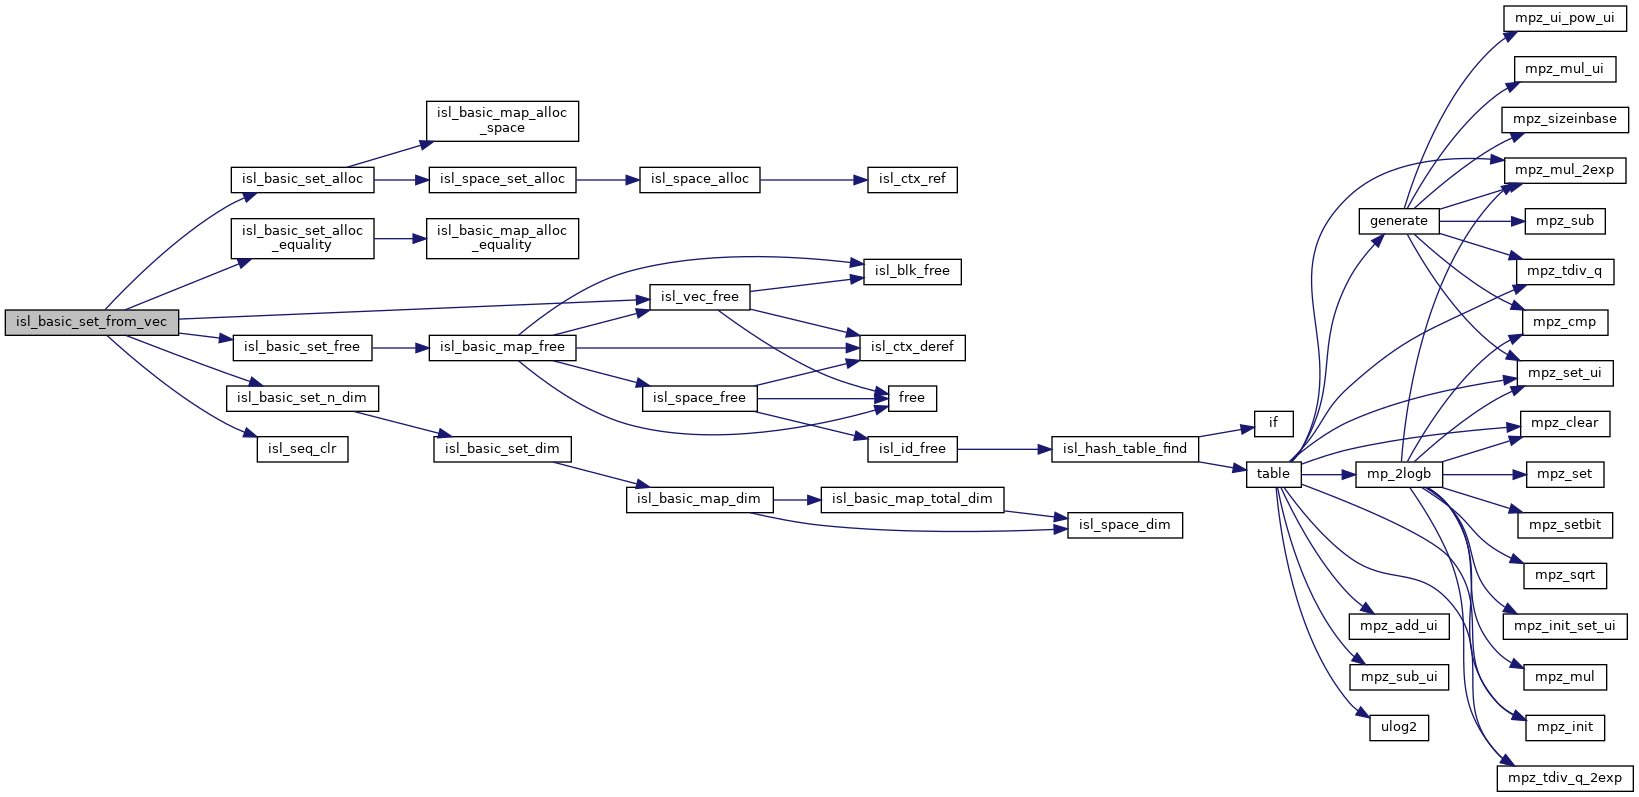 isl_basic_set_from_vec
isl_basic_set_alloc
isl_basic_map_alloc
_space
isl_space_set_alloc
isl_space_alloc
isl_ctx_ref
isl_basic_set_alloc
_equality
isl_basic_map_alloc
_equality
isl_vec_free
isl_blk_free
isl_basic_set_free
isl_basic_map_free
isl_ctx_deref
isl_space_free
free
isl_basic_set_n_dim
isl_seq_clr
isl_basic_set_dim
isl_id_free
isl_hash_table_find
isl_basic_map_dim
isl_basic_map_total_dim
isl_space_dim
if
table
generate
mp_2logb
mpz_add_ui
mpz_sub_ui
ulog2
mpz_ui_pow_ui
mpz_mul_ui
mpz_sizeinbase
mpz_mul_2exp
mpz_sub
mpz_tdiv_q
mpz_cmp
mpz_set_ui
mpz_clear
mpz_set
mpz_setbit
mpz_sqrt
mpz_init_set_ui
mpz_mul
mpz_init
mpz_tdiv_q_2exp